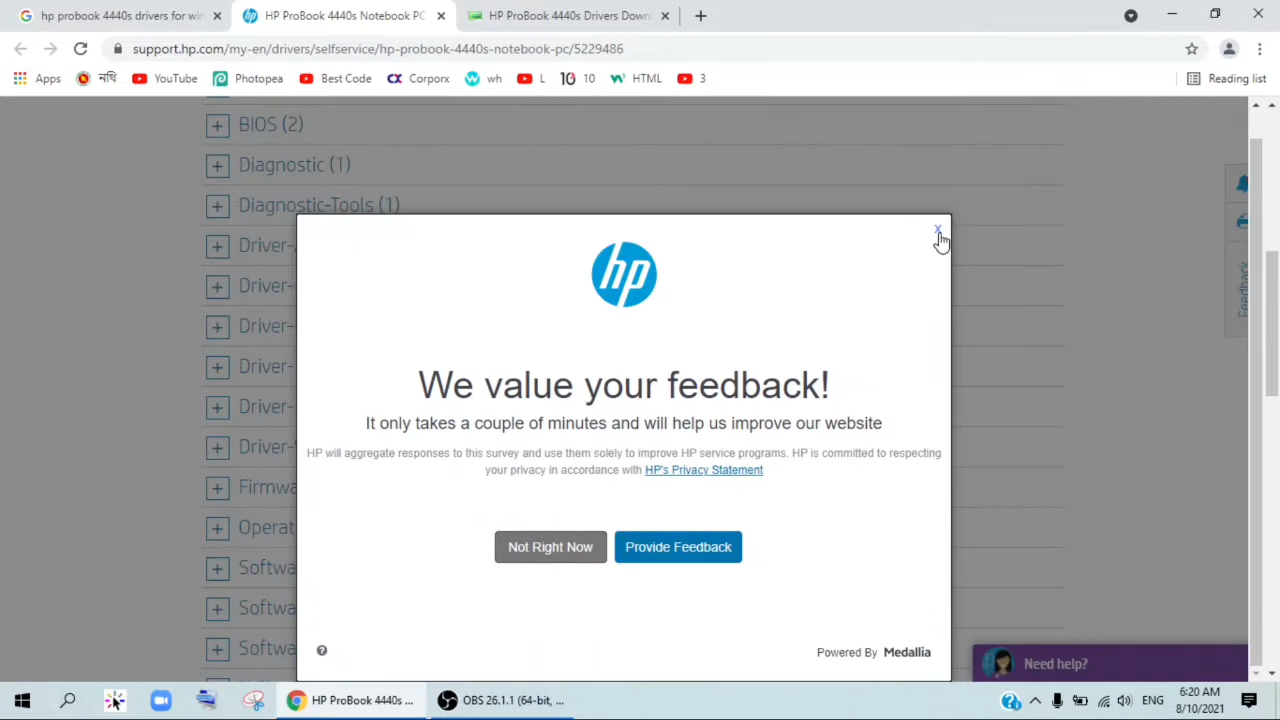 hp probook 4440s drivers for wi
HP ProBook 4440s Notebook PC
HP ProBook 4440s Drivers Down
support.hp.com/my-en/drivers/selfservice/hp-probook-4440s-notebook-pc/5229486
Apps
নথি
YouTube
Photopea
Best Code
CX Corporx
wh
L
10 10
HTML
3
Reading list
BIOS (2)
Diagnostic (1)
Diagnostic-Tools (1)
Driver-
Driver-
Driver-
Driver-
Driver-
Driver-
Firmwa
Operat
Softwa
Softwa
Softwa
Feedback
X
hp
We value your feedback!
It only takes a couple of minutes and will help us improve our website
HP will aggregate responses to this survey and use them solely to improve HP service programs. HP is committed to respecting
your privacy in accordance with HP's Privacy Statement
Not Right Now
Provide Feedback
Powered By Medallia
Need help?
HP ProBook 4440s ...
OBS 26.1.1 (64-bit, ...
ENG
6:20 AM
8/10/2021